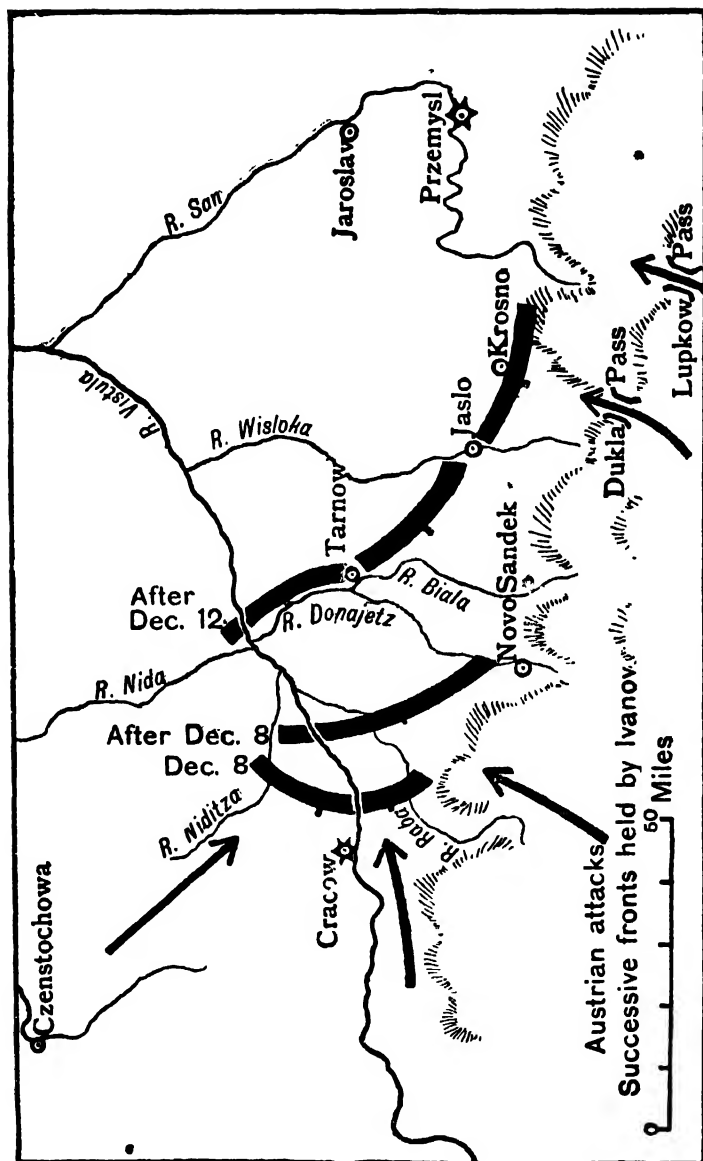 Czenstochowa
R. Niditza
Cracow
R. Raba
Dec. 8
After Dec. 8
R. Nida
After
Dec. 12
R. Donajetz
R. Biala
Novo Sandek
Tarnow
R. Vistula
R. Wisloka
Jaslo
Krosno
R. San
Jaroslav
Przemysl
Dukla Pass
Lupkow Pass
Austrian attacks
Successive fronts held by Ivanov
0 50
Miles